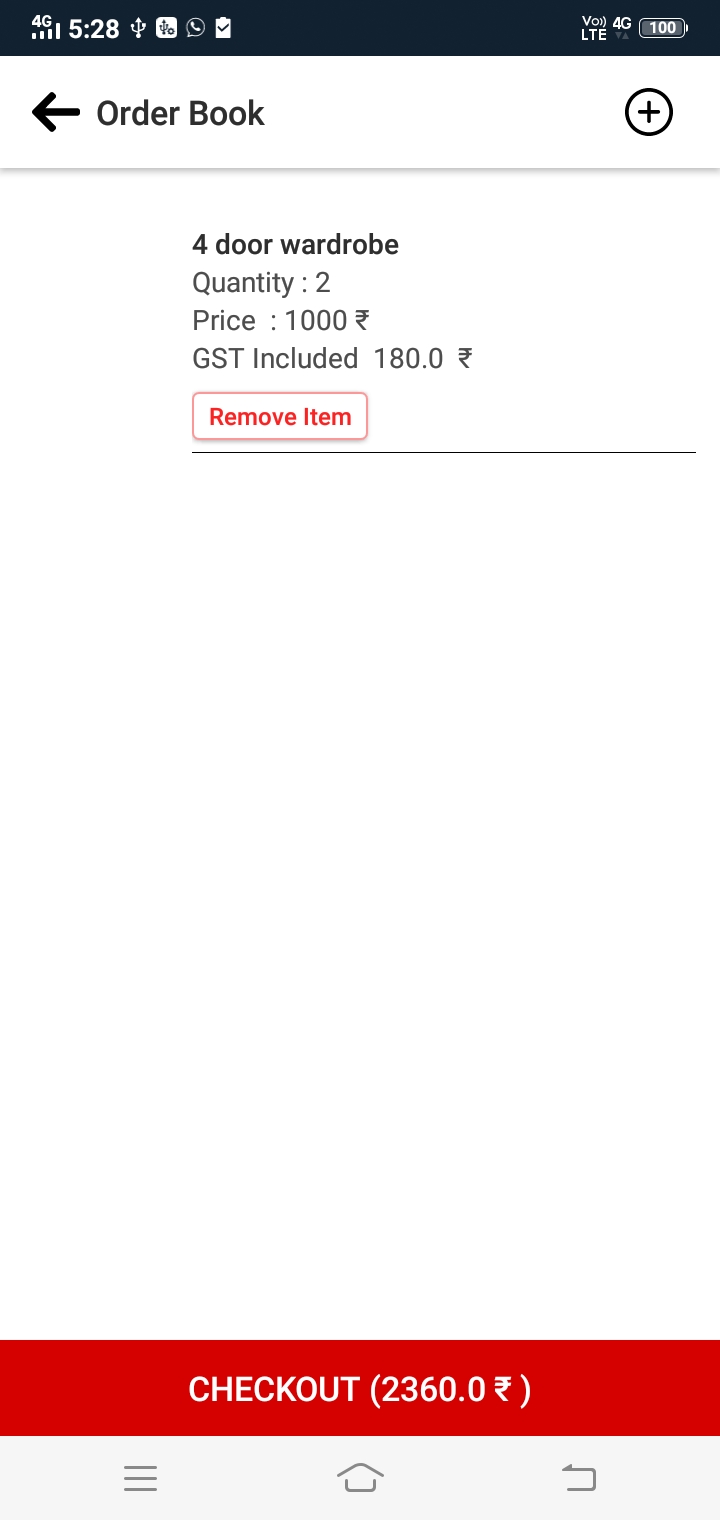 4G 5:28 Vo)) LTE 4G 100
Order Book
4 door wardrobe
Quantity : 2
Price : 1000 ₹
GST Included 180.0 ₹
Remove Item
CHECKOUT (2360.0 ₹ )